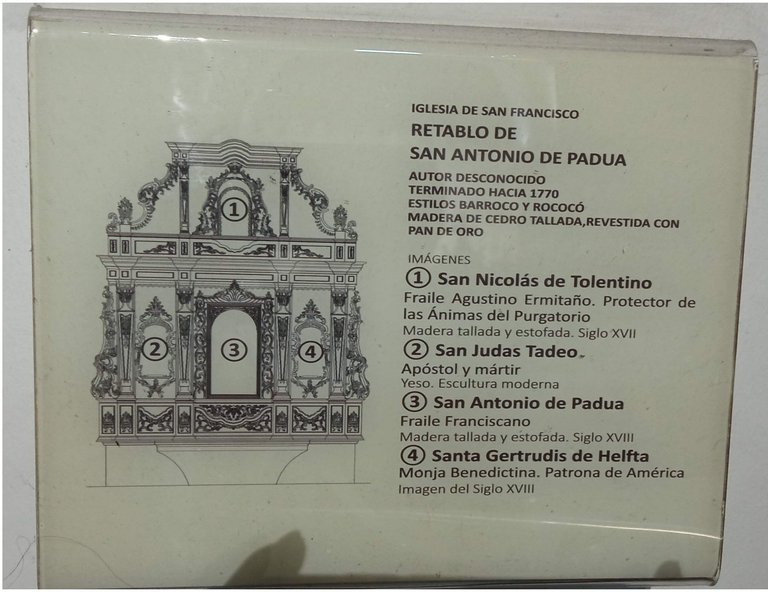 IGLESIA DE SAN FRANCISCO
RETABLO DE
SAN ANTONIO DE PADUA
AUTOR DESCONOCIDO
TERMINADO HACIA 1770
ESTILOS BARROCO Y ROCOCÓ
MADERA DE CEDRO TALLADA,REVESTIDA CON
PAN DE ORO
IMÁGENES
① San Nicolás de Tolentino
Fraile Agustino Ermitaño. Protector de
las Ánimas del Purgatorio
Madera tallada y estofada. Siglo XVII
② San Judas Tadeo
Apóstol y mártir
Yeso. Escultura moderna
③ San Antonio de Padua
Fraile Franciscano
Madera tallada y estofada. Siglo XVIII
④ Santa Gertrudis de Helfta
Monja Benedictina. Patrona de América
Imagen del Siglo XVIII
①
②
③
④